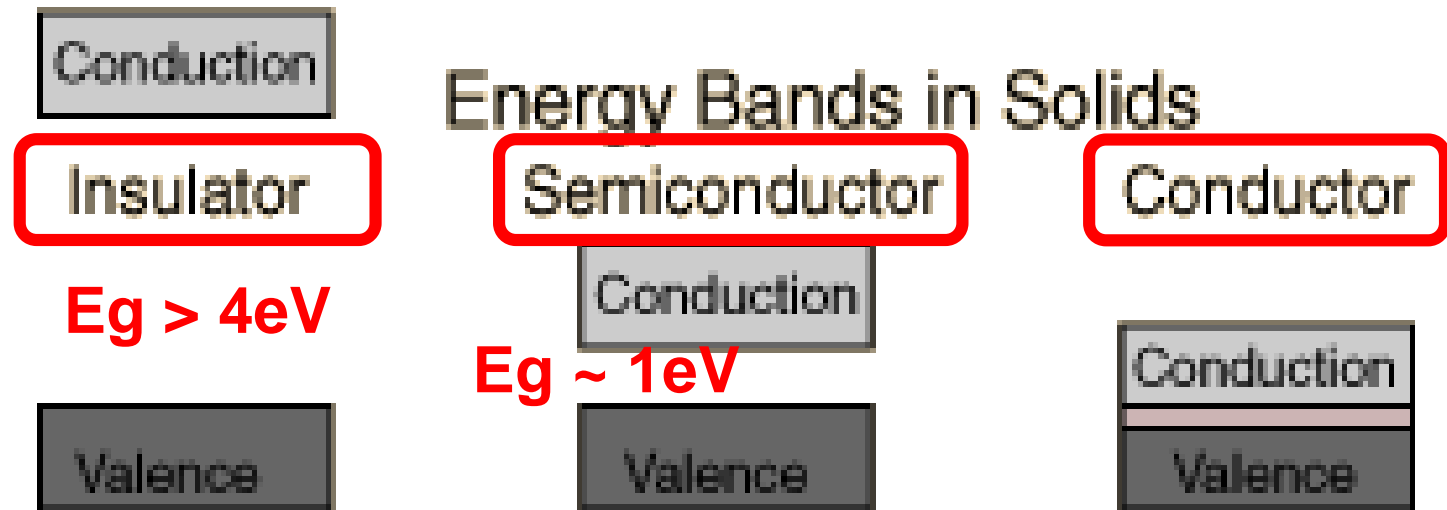 Conduction
Energy Bands in Solids
Insulator
Semiconductor
Conductor
Eg > 4eV
Conduction
Eg ~ 1eV
Conduction
Valence
Valence
Valence